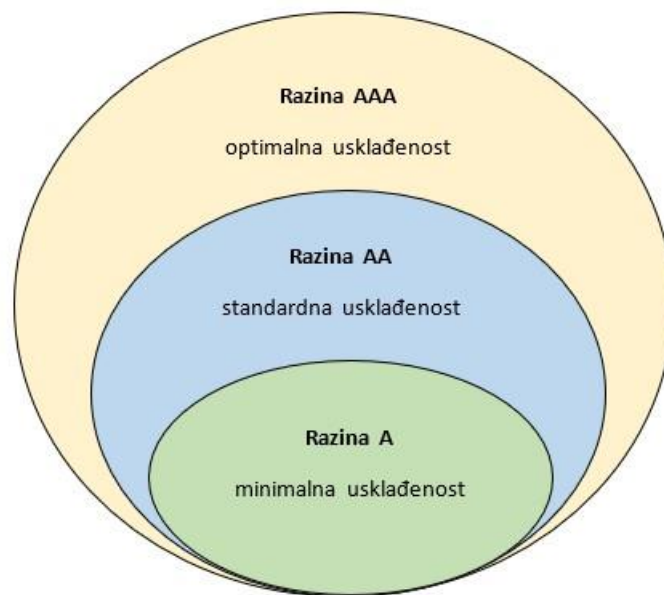 Razina AAA
optimalna usklađenost
Razina AA
standardna usklađenost
Razina A
minimalna usklađenost